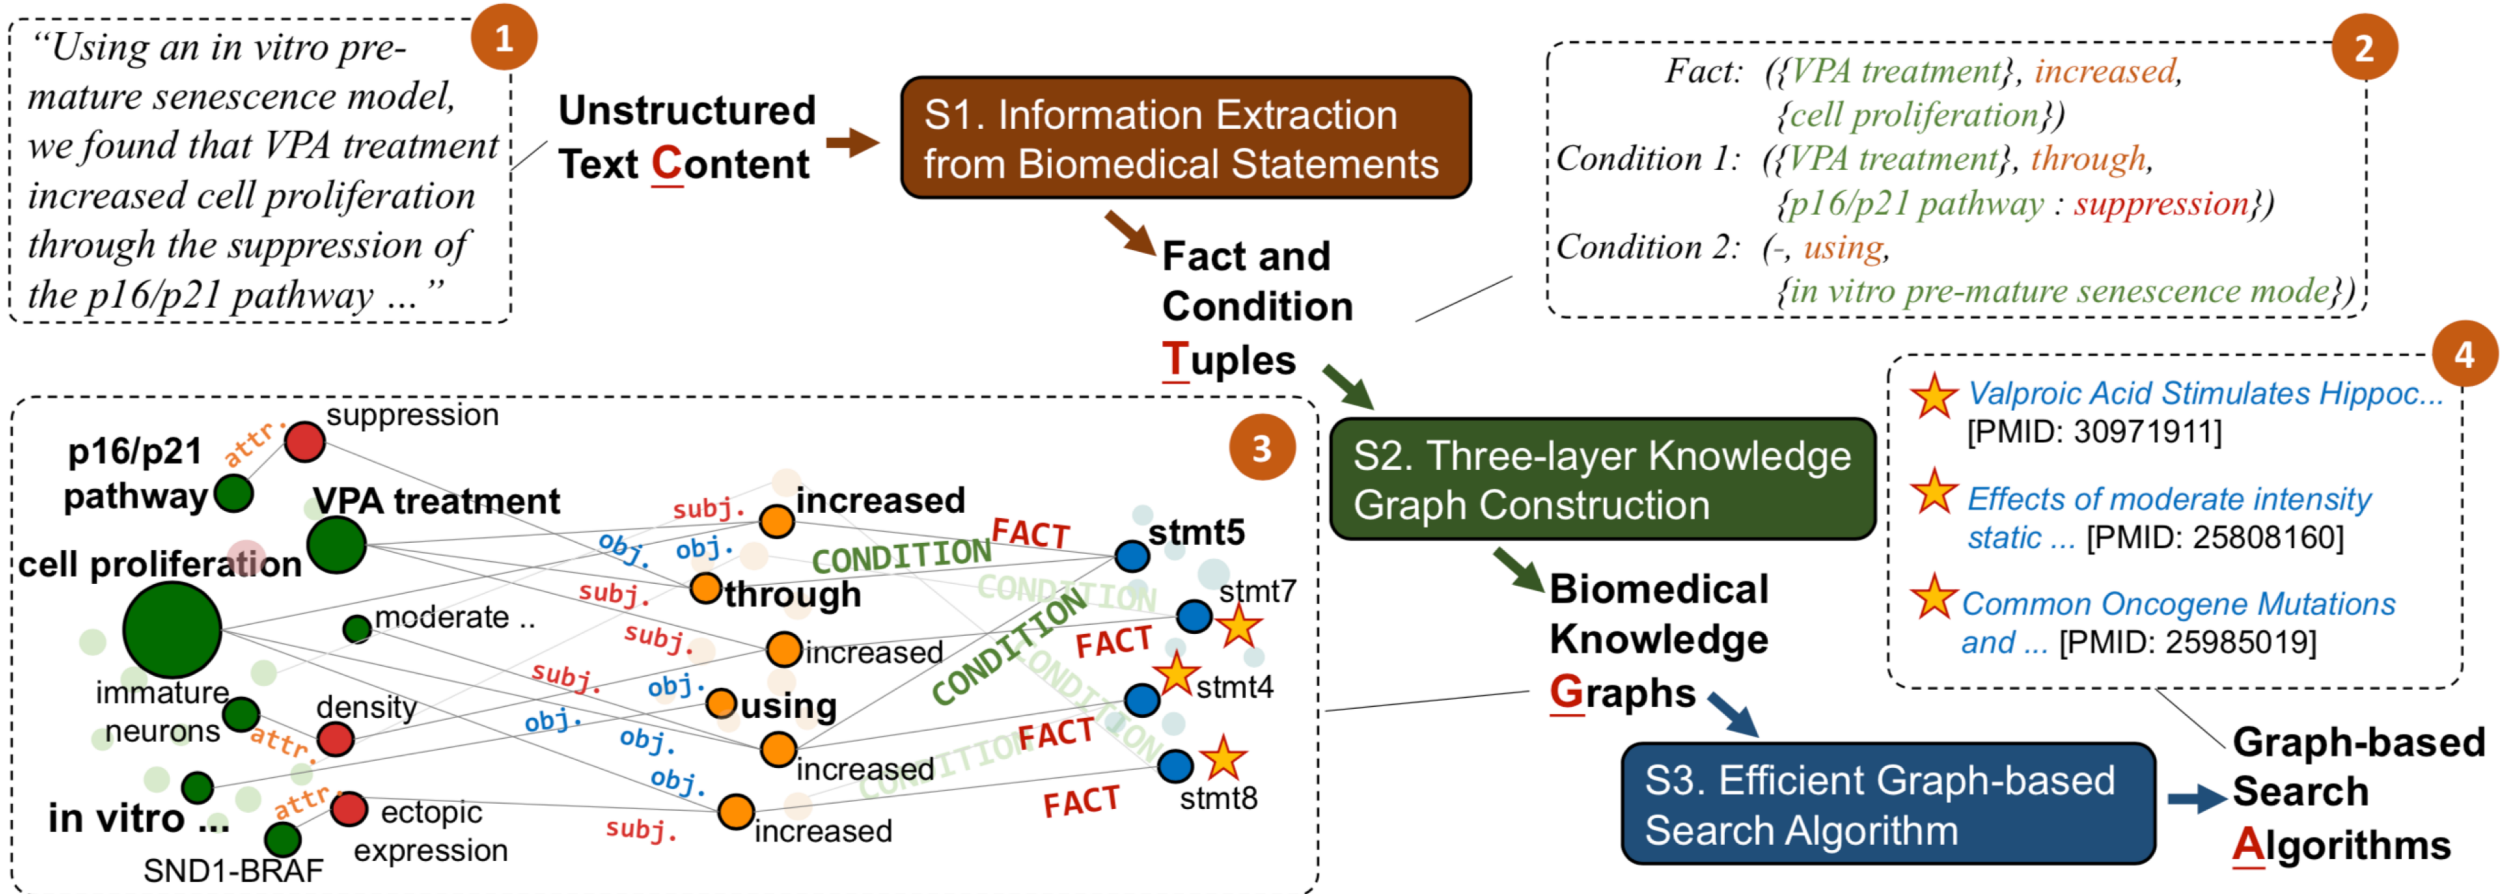 “Using an in vitro pre-
mature senescence model,
we found that VPA treatment
increased cell proliferation
through the suppression of
the p16/p21 pathway ...”
1
Unstructured
Text Content
S1. Information Extraction
from Biomedical Statements
2
Fact: ({VPA treatment}, increased,
{cell proliferation})
Condition 1: ({VPA treatment}, through,
{p16/p21 pathway : suppression})
Condition 2: (-, using,
{in vitro pre-mature senescence mode})
Fact and
Condition
Tuples
S2. Three-layer Knowledge
Graph Construction
3
suppression
attr.
p16/p21
pathway
VPA treatment
cell proliferation
moderate ..
immature
neurons
attr.
density
in vitro ...
attr.
ectopic
expression
SND1-BRAF
subj.
obj.
obj.
subj.
subj.
subj.
obj.
obj.
obj.
obj.
subj.
increased
through
increased
using
increased
increased
FACT
CONDITION
CONDITION
CONDITION
FACT
CONDITION
FACT
CONDITION
FACT
stmt5
stmt7
stmt4
stmt8
Biomedical
Knowledge
Graphs
S3. Efficient Graph-based
Search Algorithm
4
Valproic Acid Stimulates Hippoc...
[PMID: 30971911]
Effects of moderate intensity
static ... [PMID: 25808160]
Common Oncogene Mutations
and ... [PMID: 25985019]
Graph-based
Search
Algorithms